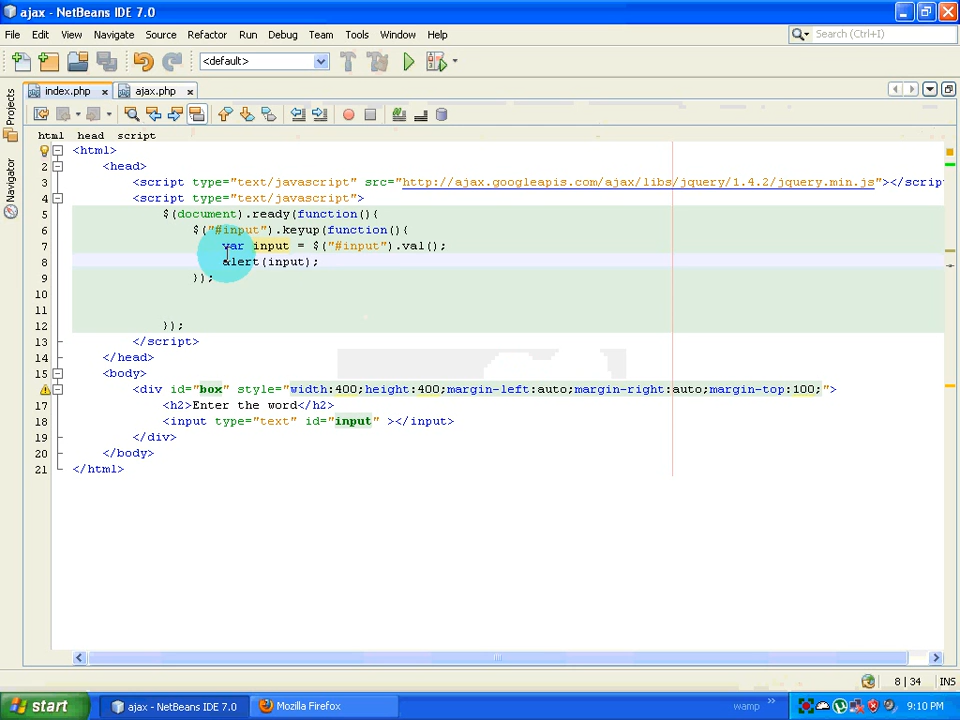 ajax - NetBeans IDE 7.0
File Edit View Navigate Source Refactor Run Debug Team Tools Window Help
Search (Ctrl+I)
<default>
index.php ajax.php
Projects
Navigator
html head script
<html>
2 <head>
3 <script type="text/javascript" src="http://ajax.googleapis.com/ajax/libs/jquery/1.4.2/jquery.min.js"></scrip
4 <script type="text/javascript">
5 $(document).ready(function(){
6 $("#input").keyup(function(){
7 var input = $("#input").val();
8 alert(input);
9 });
10
11
12 });
13 </script>
14 </head>
15 <body>
<div id="box" style="width:400;height:400;margin-left:auto;margin-right:auto;margin-top:100;">
17 <h2>Enter the word</h2>
18 <input type="text" id="input" ></input>
19 </div>
20 </body>
21 </html>
8 | 34 INS
start ajax - NetBeans IDE 7.0 Mozilla Firefox wamp 9:10 PM